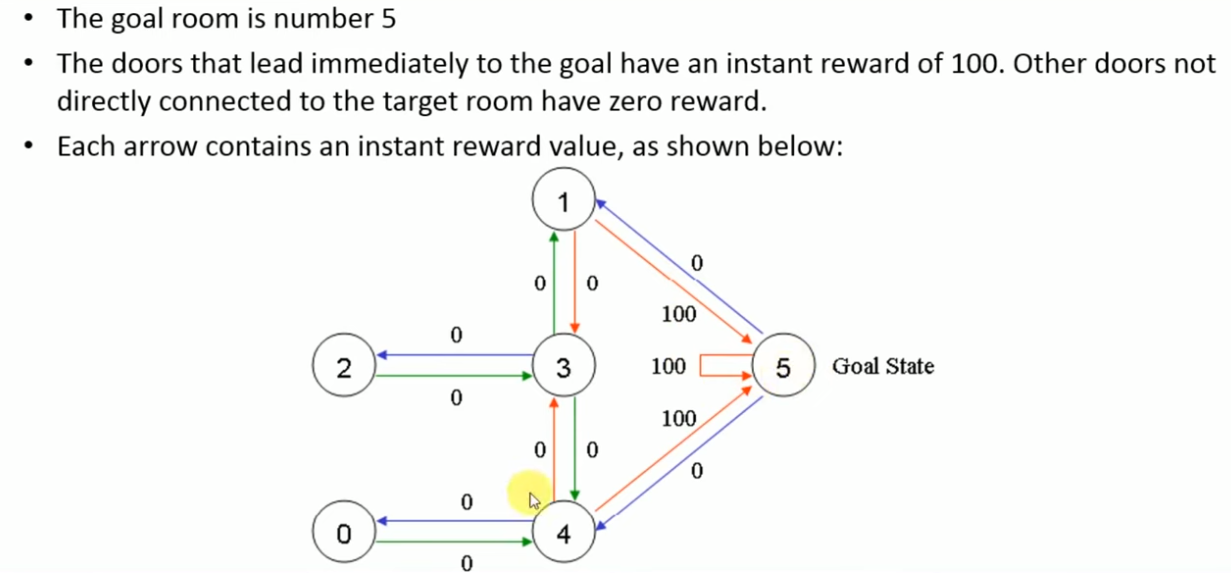 • The goal room is number 5
• The doors that lead immediately to the goal have an instant reward of 100. Other doors not
directly connected to the target room have zero reward.
• Each arrow contains an instant reward value, as shown below:
1
0
0 0
100
0
2 3 100 5 Goal State
0
100
0 0
0
0
0 4
0